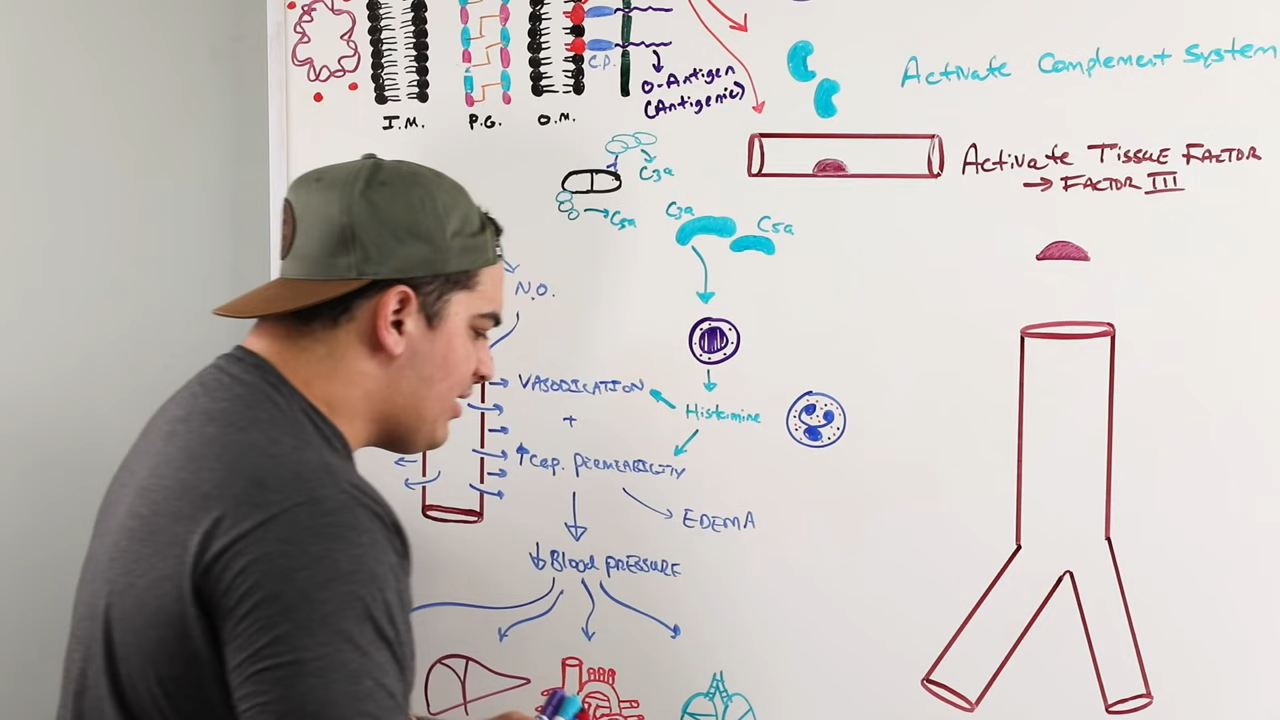 C.P.
O-Antigen
(Antigenic)
I.M.
P.G.
O.M.
Activate Complement System
Activate Tissue Factor
→ Factor III
C3a
C5a
C3a
C5a
N.O.
VASODILATION
+
↑ Cap. PERMEABILITY
Histamine
EDEMA
↓ Blood PRESSURE